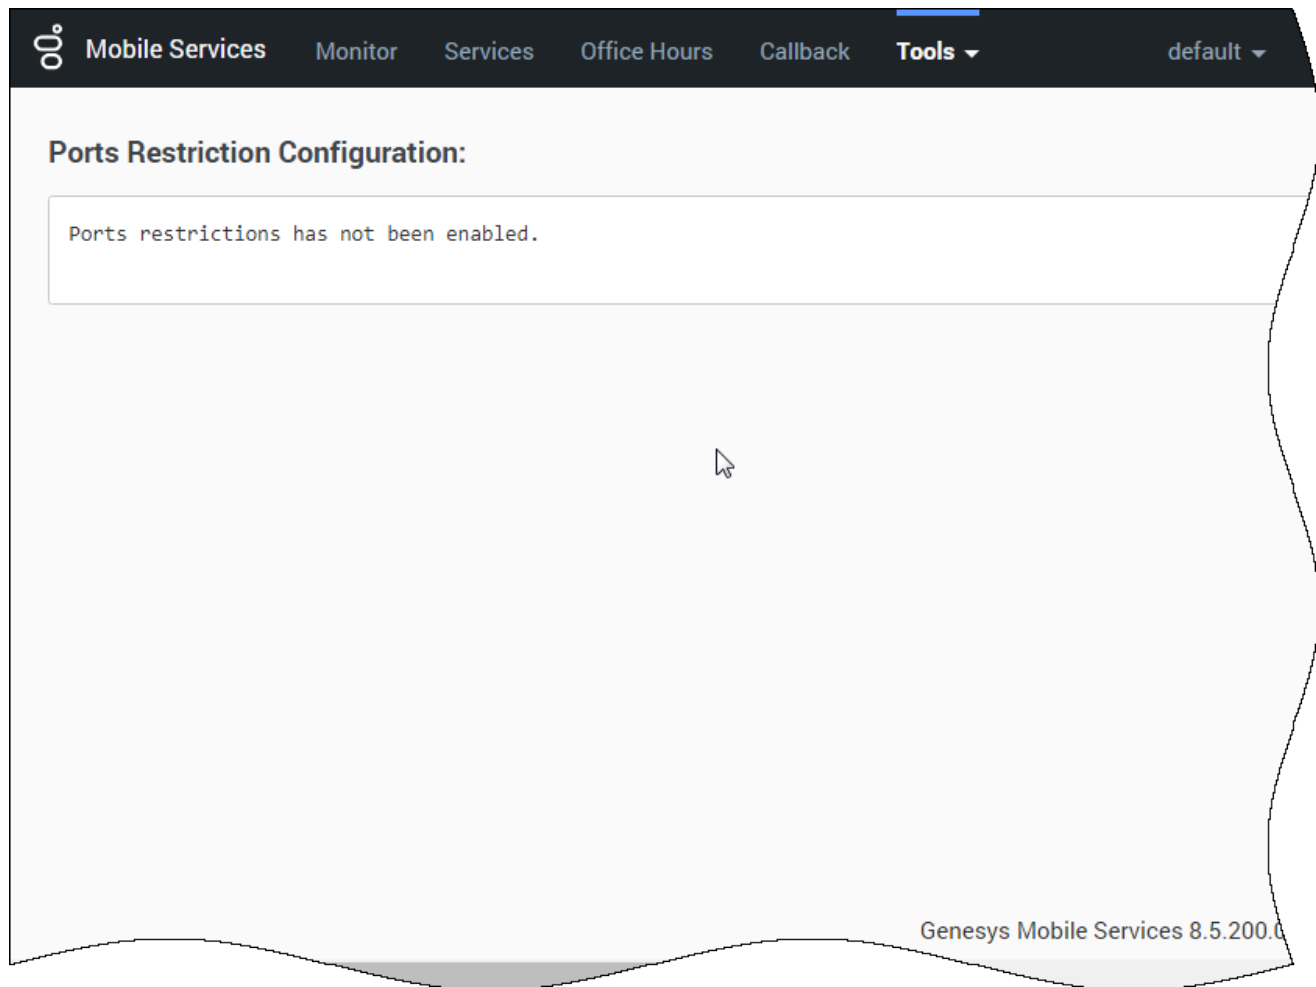 Mobile Services Monitor Services Office Hours Callback Tools default
Ports Restriction Configuration:
Ports restrictions has not been enabled.
Genesys Mobile Services 8.5.200.